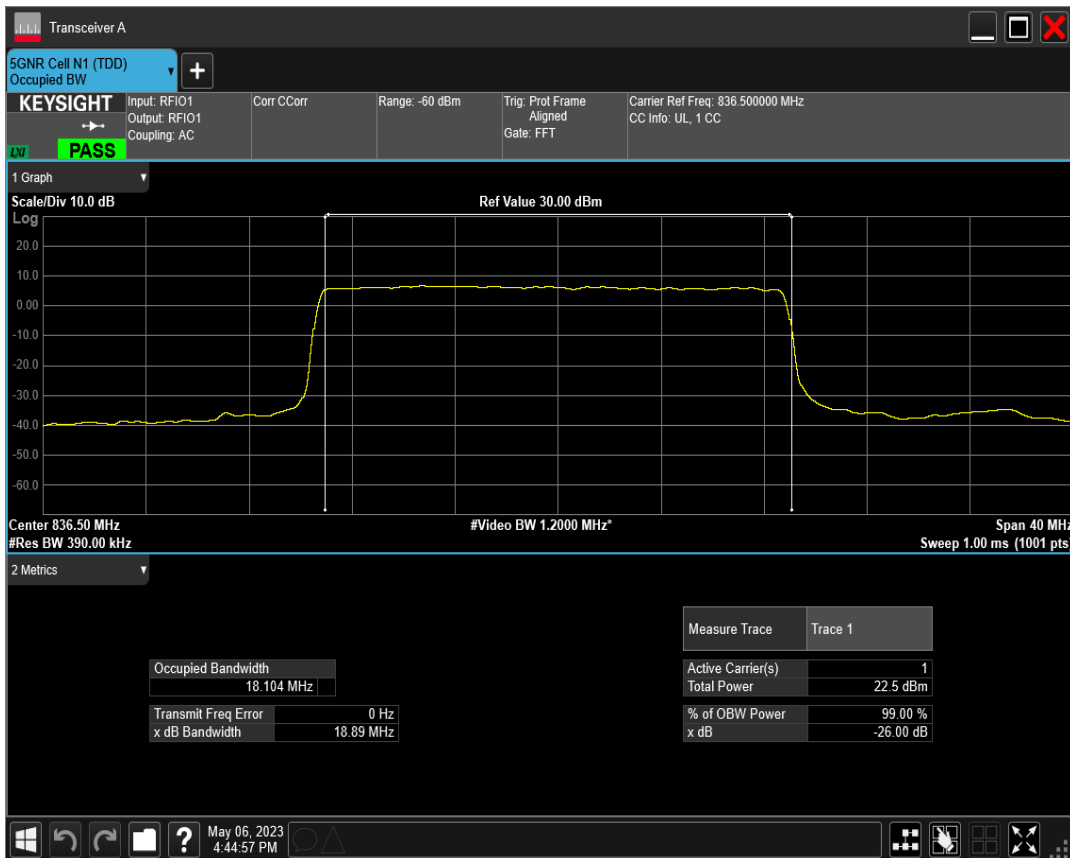 Transceiver A
5GNR Cell N1 (TDD)
Occupied BW
KEYSIGHT
LXI
PASS
Input: RFIO1
Output: RFIO1
Coupling: AC
Corr CCorr
Range: -60 dBm
Trig: Prot Frame
Aligned
Gate: FFT
Carrier Ref Freq: 836.500000 MHz
CC Info: UL, 1 CC
1 Graph
Scale/Div 10.0 dB
Ref Value 30.00 dBm
Log
20.0
10.0
0.00
-10.0
-20.0
-30.0
-40.0
-50.0
-60.0
Center 836.50 MHz
#Video BW 1.2000 MHz*
Span 40 MHz
#Res BW 390.00 kHz
Sweep 1.00 ms (1001 pts)
2 Metrics
Measure Trace Trace 1
Occupied Bandwidth
18.104 MHz
Transmit Freq Error 0 Hz
x dB Bandwidth 18.89 MHz
Active Carrier(s) 1
Total Power 22.5 dBm
% of OBW Power 99.00 %
x dB -26.00 dB
?
May 06, 2023
4:44:57 PM